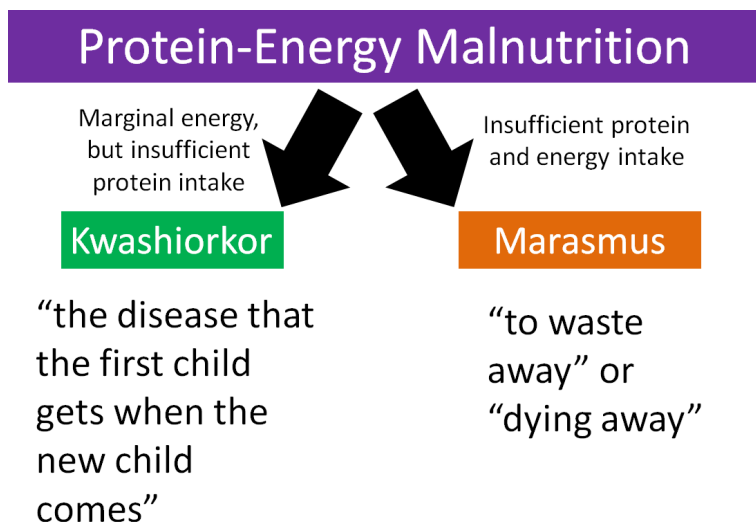 Protein-Energy Malnutrition
Marginal energy,
but insufficient
protein intake
Insufficient protein
and energy intake
Kwashiorkor
Marasmus
“the disease that
the first child
gets when the
new child
comes”
“to waste
away” or
“dying away”